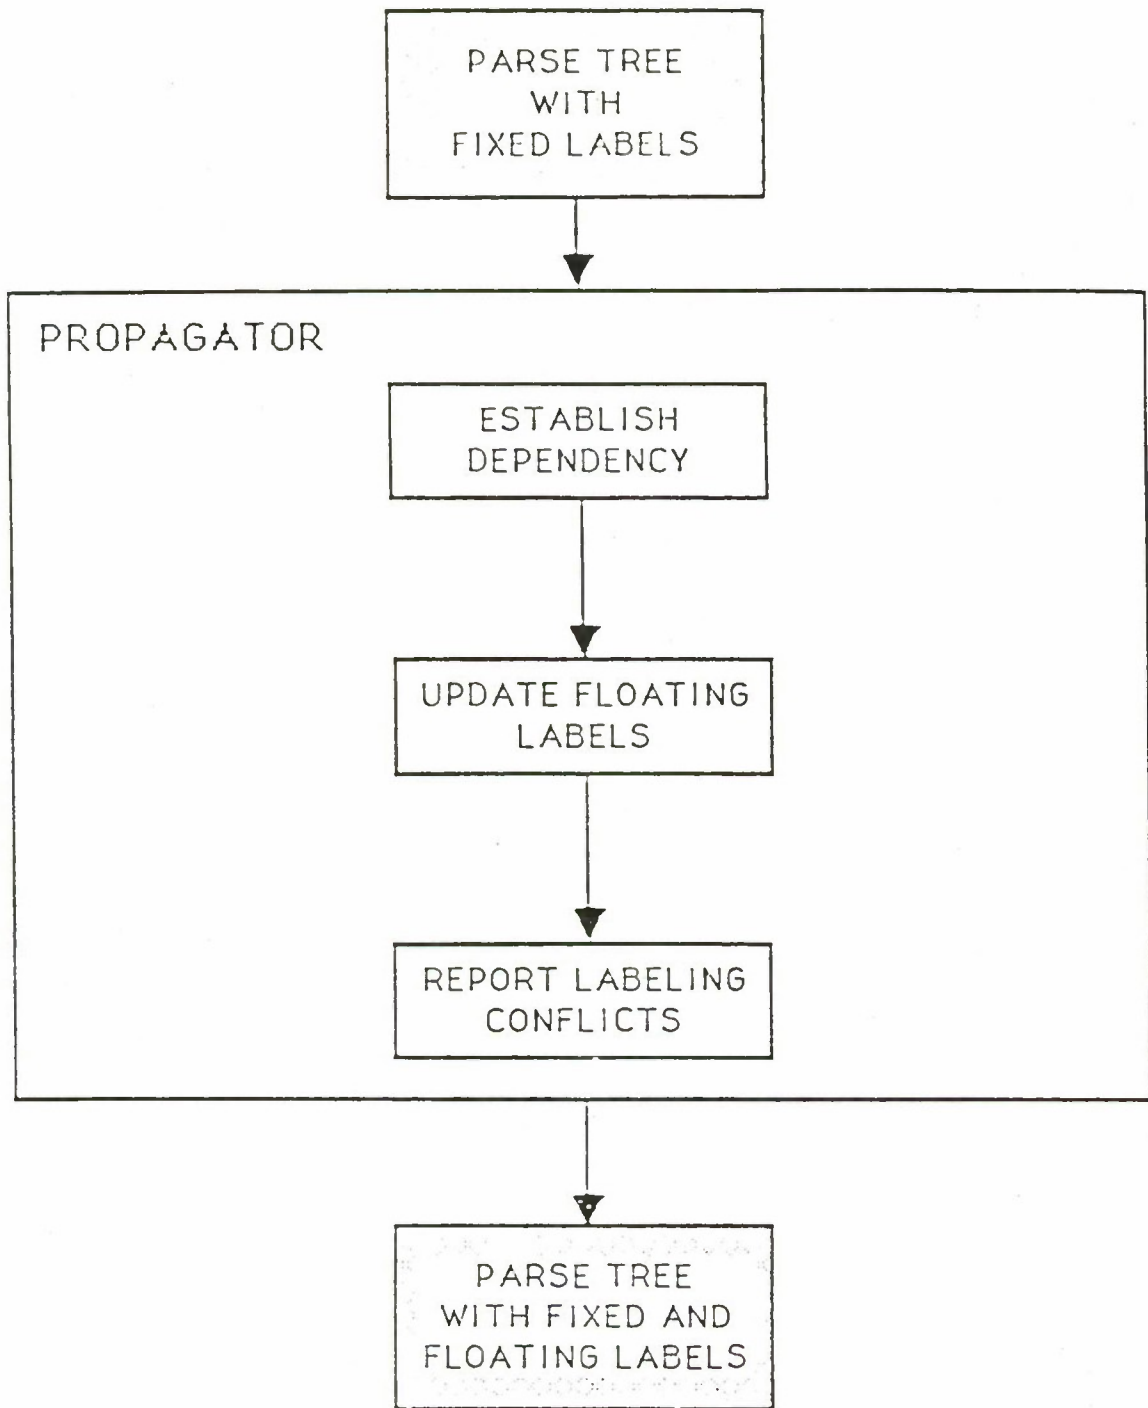 PARSE TREE
WITH
FIXED LABELS
PROPAGATOR
ESTABLISH
DEPENDENCY
UPDATE FLOATING
LABELS
REPORT LABELING
CONFLICTS
PARSE TREE
WITH FIXED AND
FLOATING LABELS